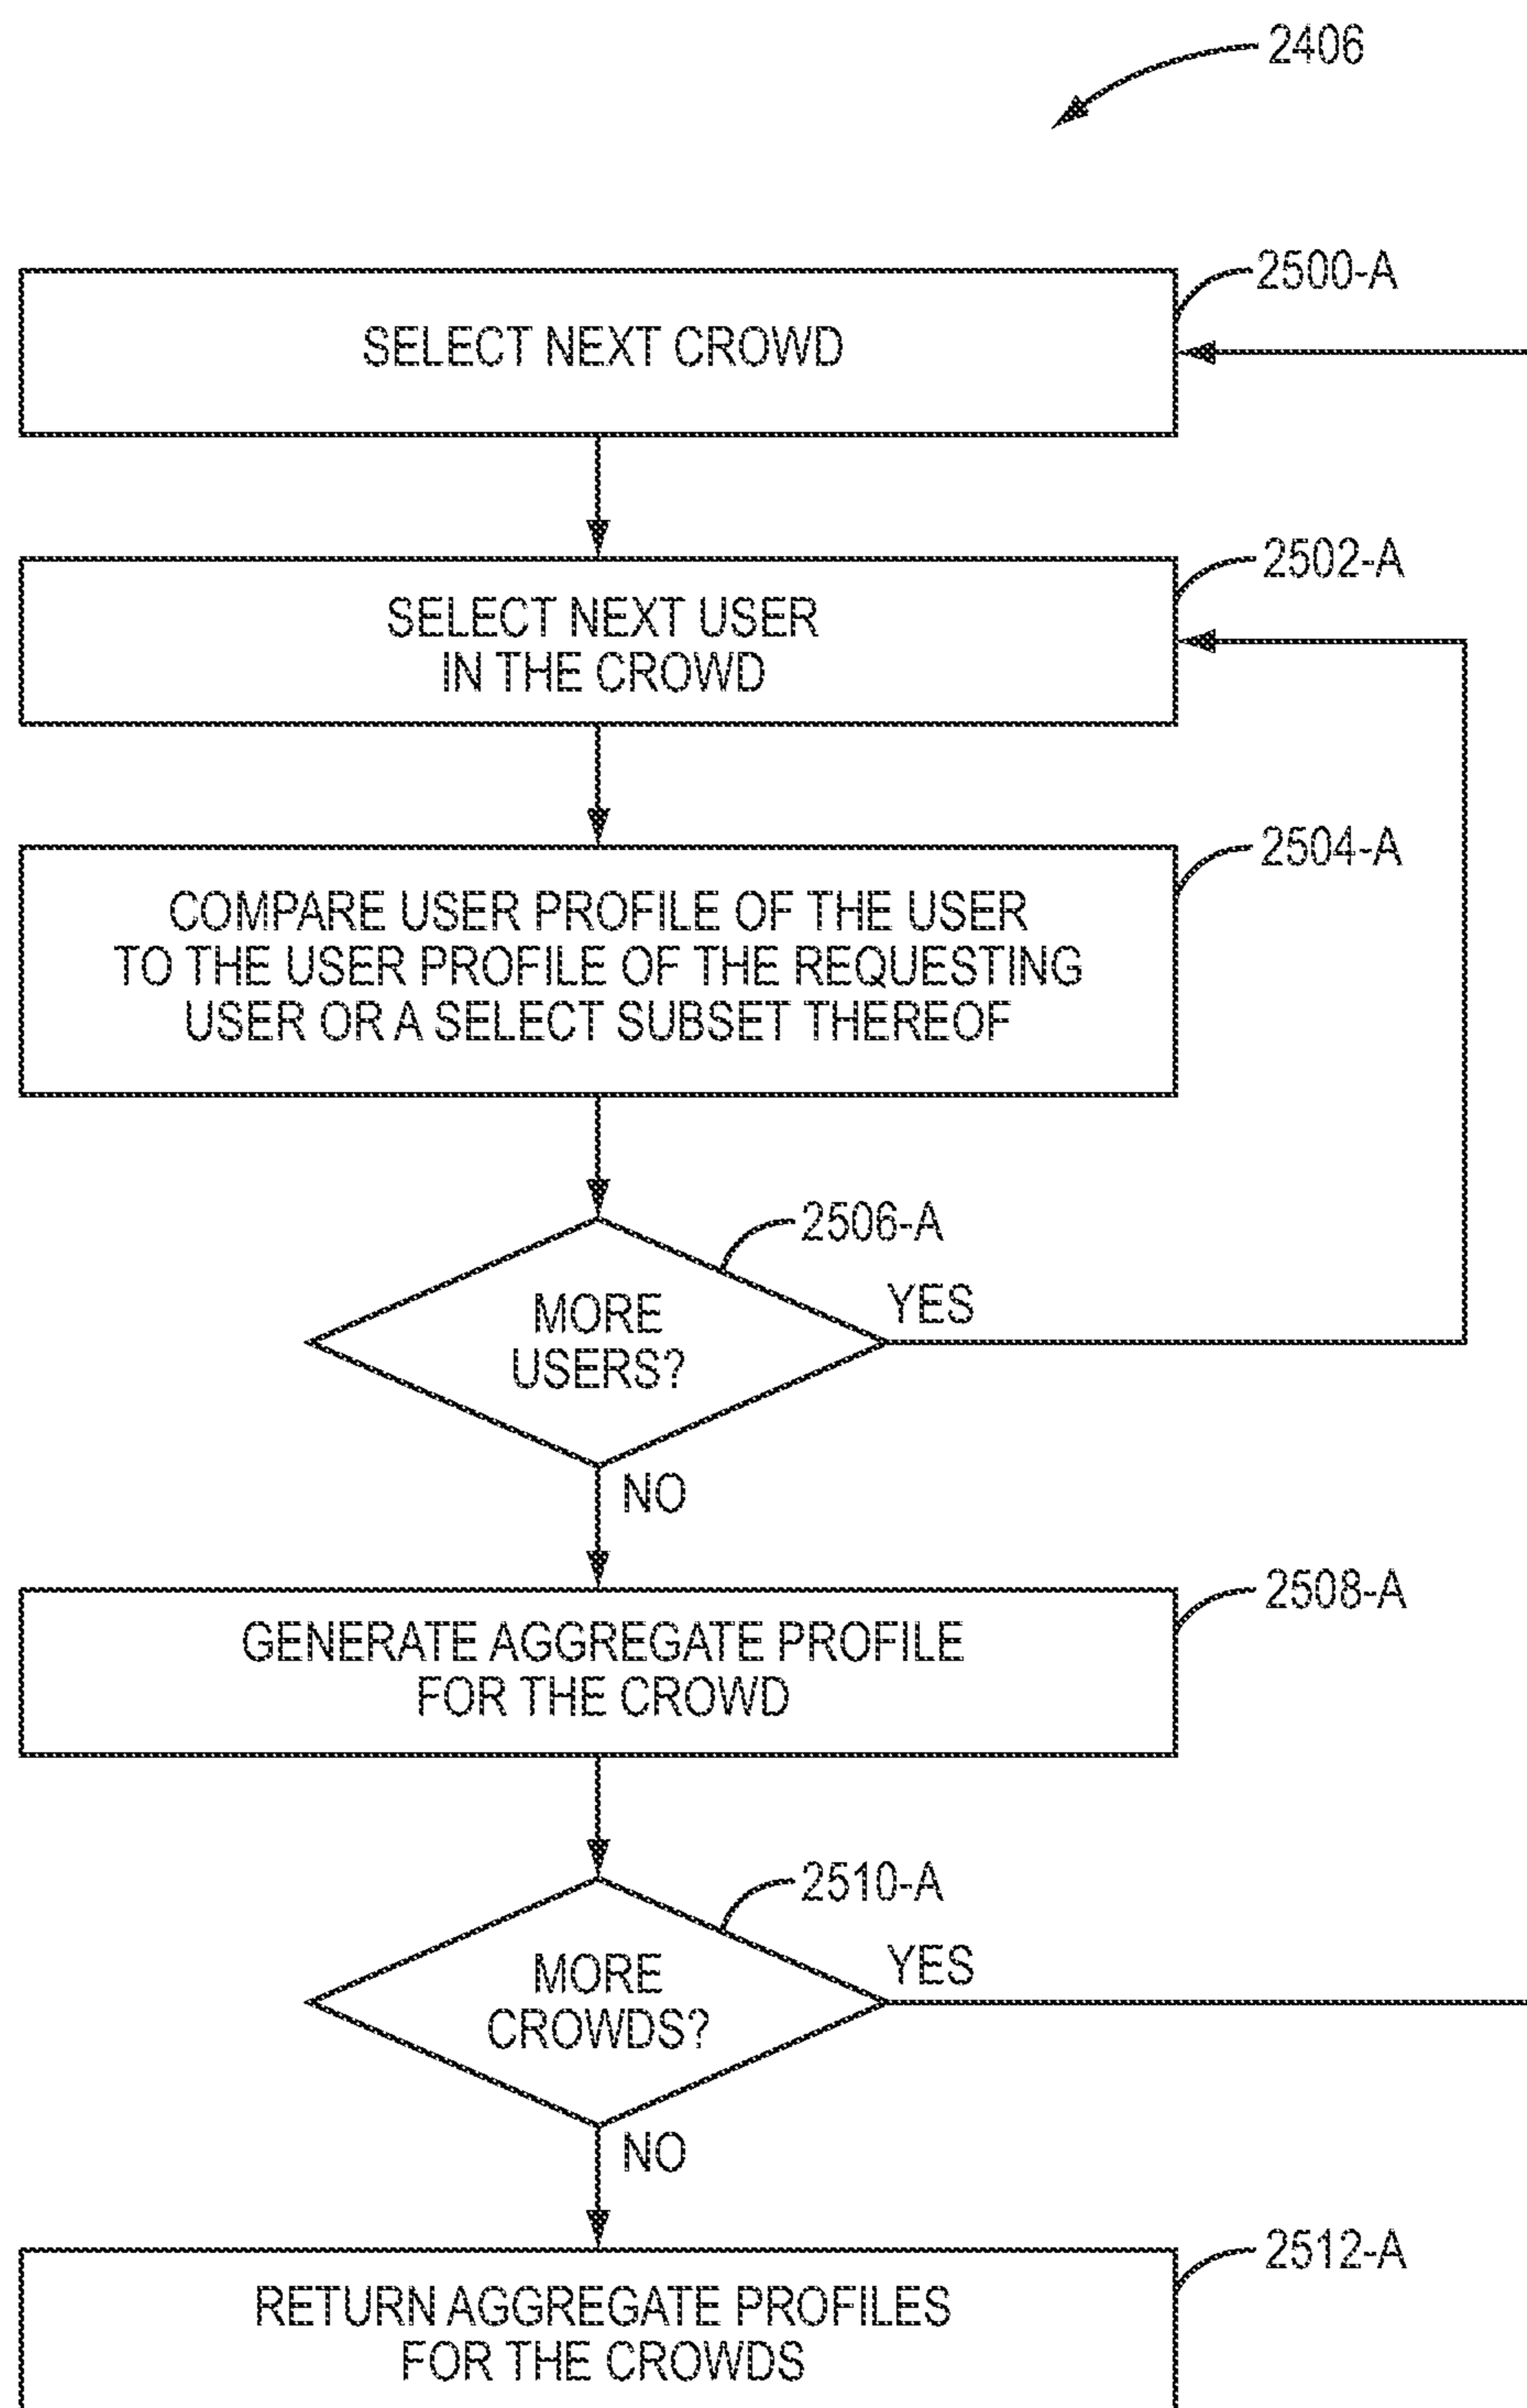 2406
2500-A
SELECT NEXT CROWD
2502-A
SELECT NEXT USER
IN THE CROWD
2504-A
COMPARE USER PROFILE OF THE USER
TO THE USER PROFILE OF THE REQUESTING
USER OR A SELECT SUBSET THEREOF
2506-A
MORE
USERS?
YES
NO
2508-A
GENERATE AGGREGATE PROFILE
FOR THE CROWD
2510-A
MORE
CROWDS?
YES
NO
2512-A
RETURN AGGREGATE PROFILES
FOR THE CROWDS